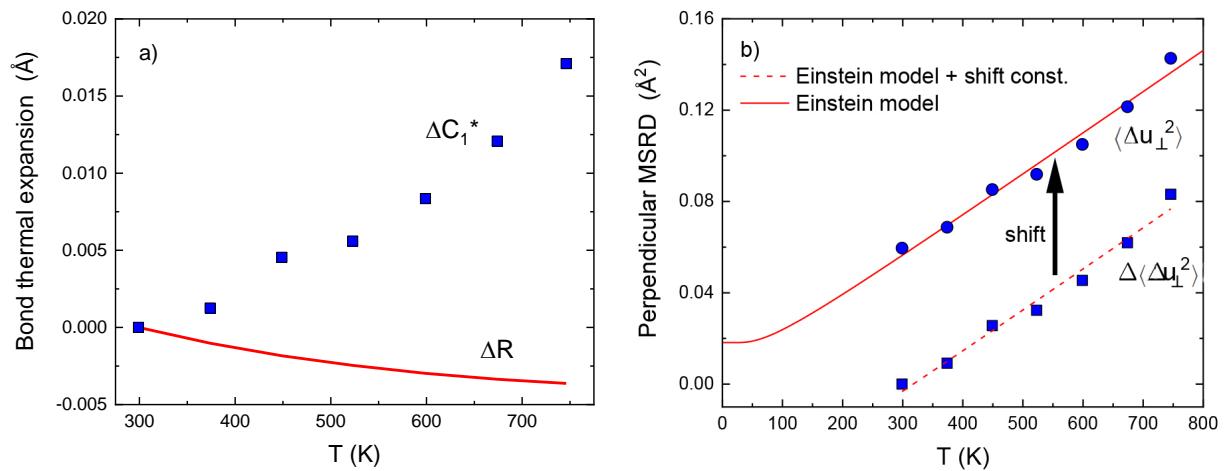 a)
0.020
0.015
0.010
0.005
0.000
-0.005
Bond thermal expansion (Å)
ΔC₁*
ΔR
300 400 500 600 700
T (K)
b)
0.16
0.12
0.08
0.04
0.00
Perpendicular MSRD (Å²)
Einstein model + shift const.
Einstein model
⟨Δu⊥²⟩
shift
Δ⟨Δu⊥²⟩
0 100 200 300 400 500 600 700 800
T (K)